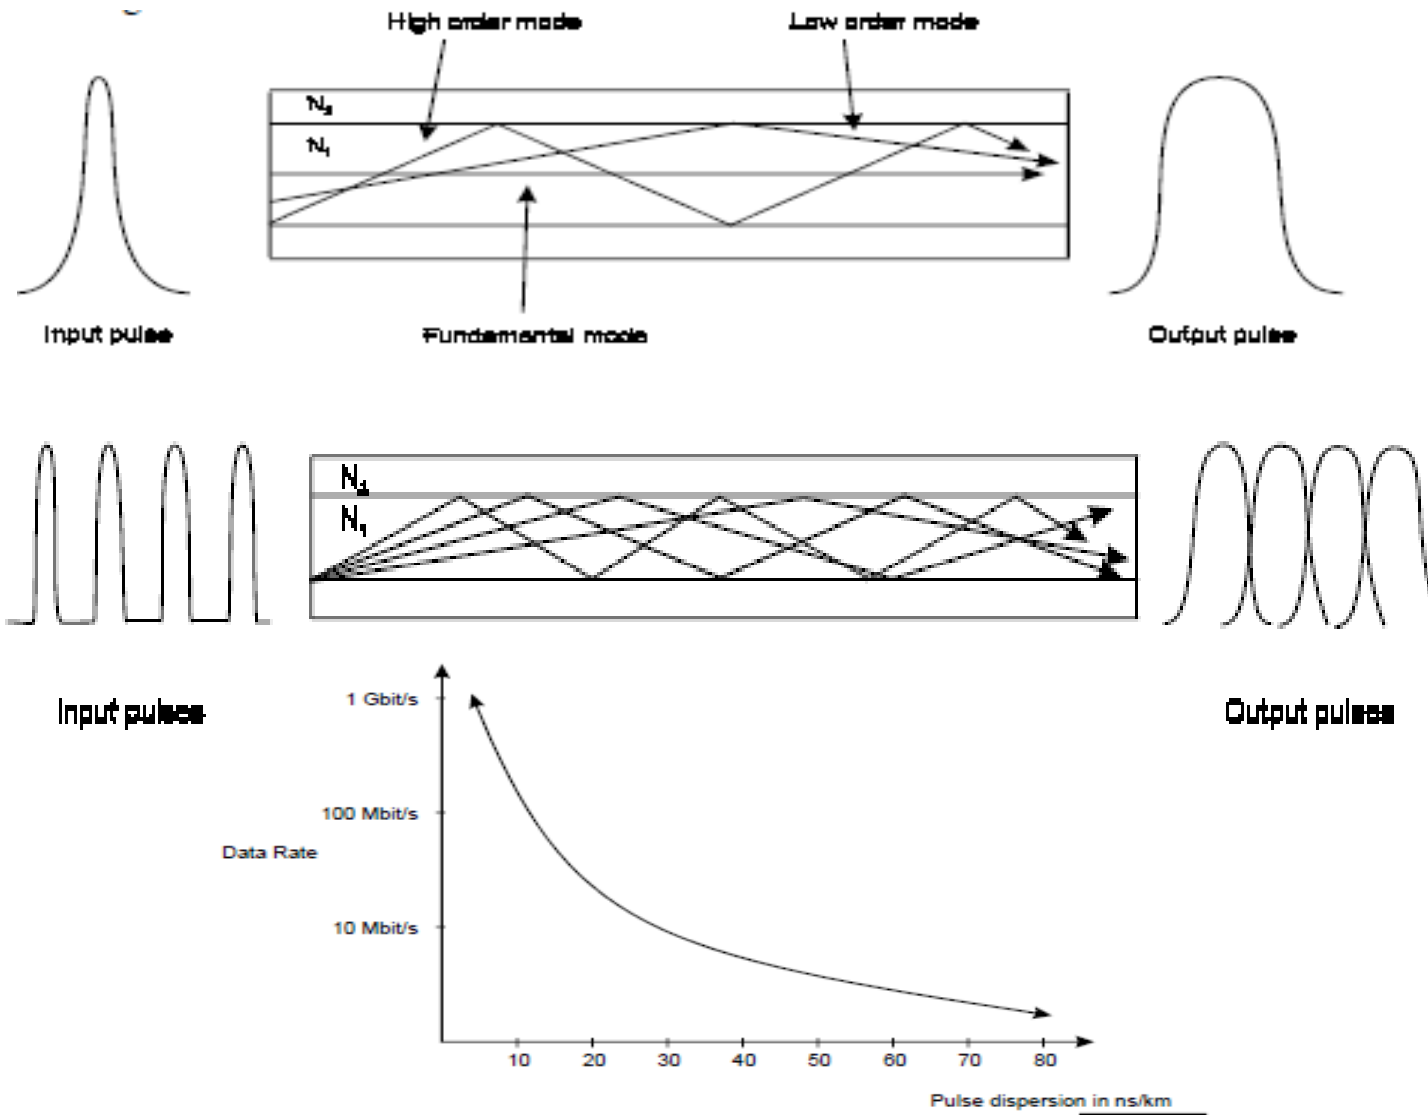 High order mode
Low order mode
N₂
N₁
Input pulse
Fundamental mode
Output pulse
N₂
N₁
Input pulses
Output pulses
1 Gbit/s
100 Mbit/s
Data Rate
10 Mbit/s
10 20 30 40 50 60 70 80
Pulse dispersion in ns/km